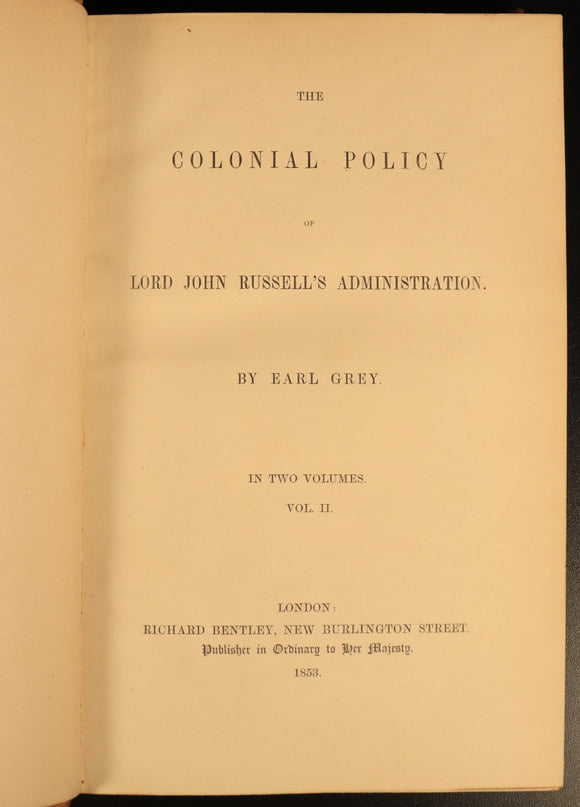 THE
COLONIAL POLICY
OF
LORD JOHN RUSSELL'S ADMINISTRATION.
BY EARL GREY.
IN TWO VOLUMES.
VOL. II.
LONDON:
RICHARD BENTLEY, NEW BURLINGTON STREET,
Publisher in Ordinary to Her Majesty.
1853.